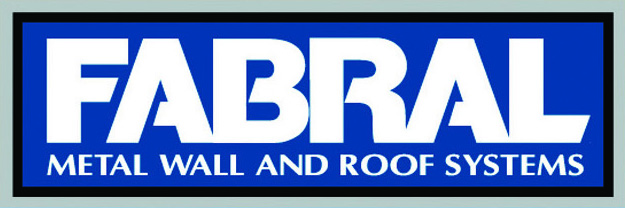 FABRAL
METAL WALL AND ROOF SYSTEMS